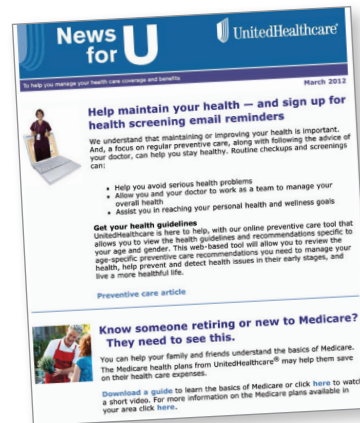 News
for U
UnitedHealthcare®
To help you manage your health care coverage and benefits
March 2012
Help maintain your health — and sign up for
health screening email reminders
We understand that maintaining or improving your health is important.
And, a focus on regular preventive care, along with following the advice of
your doctor, can help you stay healthy. Routine checkups and screenings
can:
• Help you avoid serious health problems
• Allow you and your doctor to work as a team to manage your
overall health
• Assist you in reaching your personal health and wellness goals
Get your health guidelines
UnitedHealthcare is here to help, with our online preventive care tool that
allows you to view the health guidelines and recommendations specific to
your age and gender. This web-based tool will allow you to review the
age-specific preventive care recommendations you need to manage your
health, help prevent and detect health issues in their early stages, and
live a more healthful life.
Preventive care article
Know someone retiring or new to Medicare?
They need to see this.
You can help your family and friends understand the basics of Medicare.
The Medicare health plans from UnitedHealthcare® may help them save
on their health care expenses.
Download a guide to learn the basics of Medicare or click here to watch
a short video. For more information on the Medicare plans available in
your area click here.